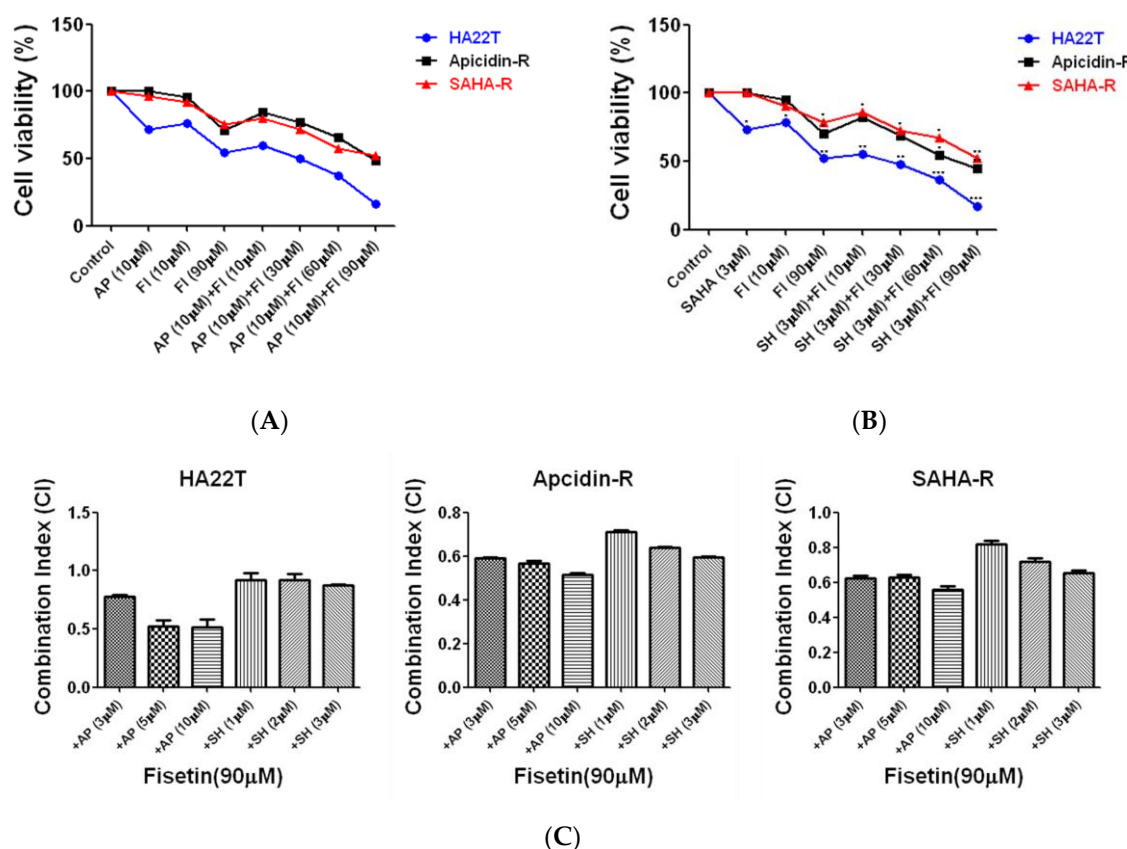 Cell viability (%)
150
100
50
0
HA22T
Apicidin-R
SAHA-R
Control
AP (10μM)
FI (10μM)
FI (90μM)
AP (10μM)+FI (10μM)
AP (10μM)+FI (30μM)
AP (10μM)+FI (60μM)
AP (10μM)+FI (90μM)
(A)
Cell viability (%)
150
100
50
0
HA22T
Apicidin-F
SAHA-R
Control
SAHA (3μM)
FI (10μM)
FI (90μM)
SH (3μM)+FI (10μM)
SH (3μM)+FI (30μM)
SH (3μM)+FI (60μM)
SH (3μM)+FI (90μM)
(B)
HA22T
Combination Index (CI)
1.5
1.0
0.5
0.0
+AP (3μM)
+AP (5μM)
+AP (10μM)
+SH (1μM)
+SH (2μM)
+SH (3μM)
Fisetin(90μM)
Apcidin-R
Combination Index (CI)
0.8
0.6
0.4
0.2
0.0
+AP (3μM)
+AP (5μM)
+AP (10μM)
+SH (1μM)
+SH (2μM)
+SH (3μM)
Fisetin(90μM)
SAHA-R
Combination Index (CI)
1.0
0.8
0.6
0.4
0.2
0.0
+AP (3μM)
+AP (5μM)
+AP (10μM)
+SH (1μM)
+SH (2μM)
+SH (3μM)
Fisetin(90μM)
(C)